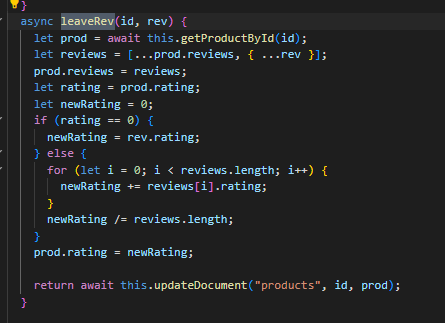 }
async leaveRev(id, rev) {
let prod = await this.getProductById(id);
let reviews = [...prod.reviews, { ...rev }];
prod.reviews = reviews;
let rating = prod.rating;
let newRating = 0;
if (rating == 0) {
newRating = rev.rating;
} else {
for (let i = 0; i < reviews.length; i++) {
newRating += reviews[i].rating;
}
newRating /= reviews.length;
}
prod.rating = newRating;
return await this.updateDocument("products", id, prod);
}